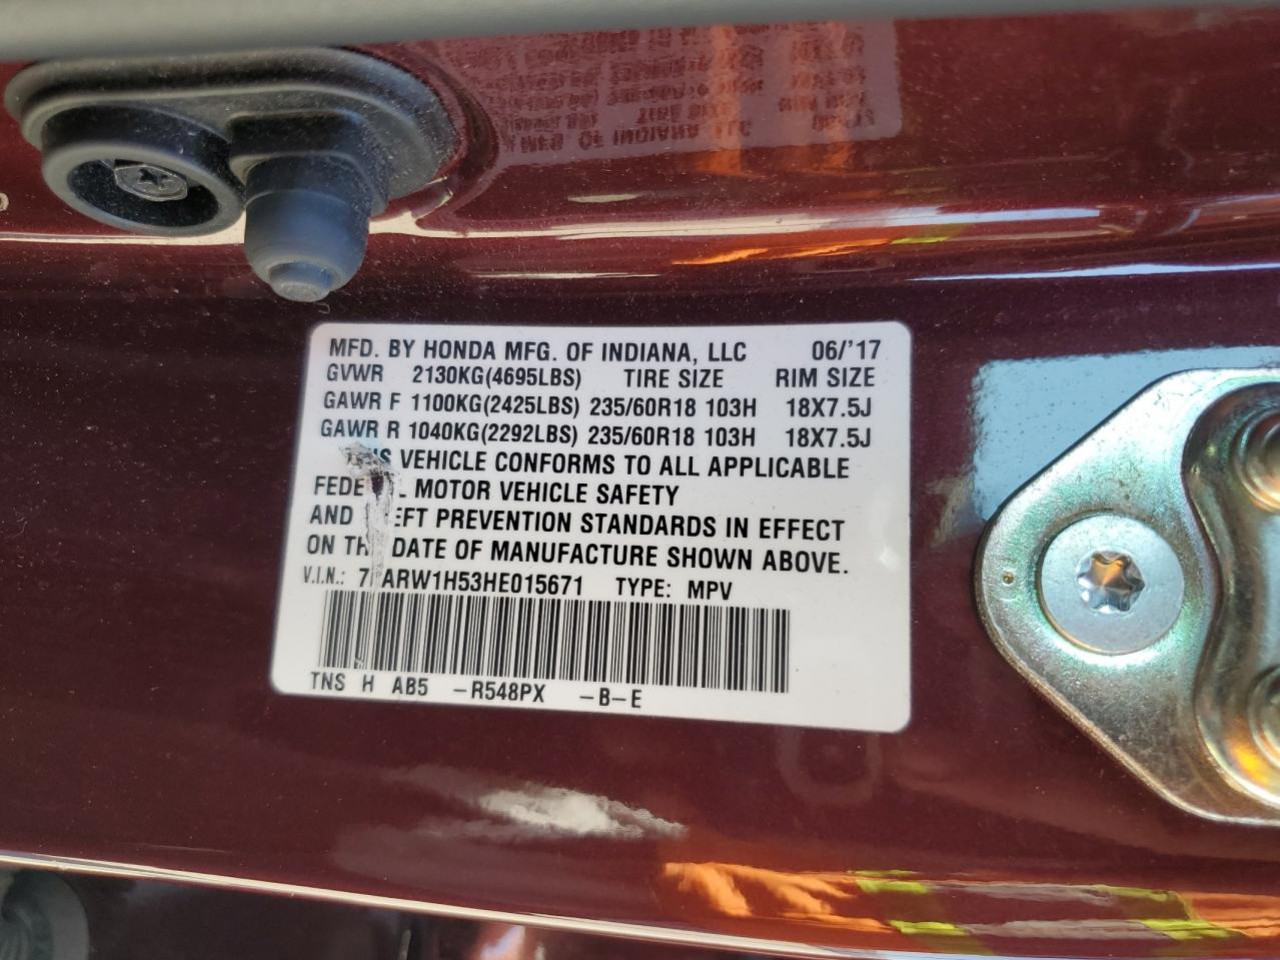 MFD. BY HONDA MFG. OF INDIANA, LLC 06/'17
GVWR 2130KG(4695LBS) TIRE SIZE RIM SIZE
GAWR F 1100KG(2425LBS) 235/60R18 103H 18X7.5J
GAWR R 1040KG(2292LBS) 235/60R18 103H 18X7.5J
VEHICLE CONFORMS TO ALL APPLICABLE
MOTOR VEHICLE SAFETY
AND PREVENTION STANDARDS IN EFFECT
ON DATE OF MANUFACTURE SHOWN ABOVE.
V.I.N.: TYPE: MPV
TNS H AB5 -R548PX -B-E